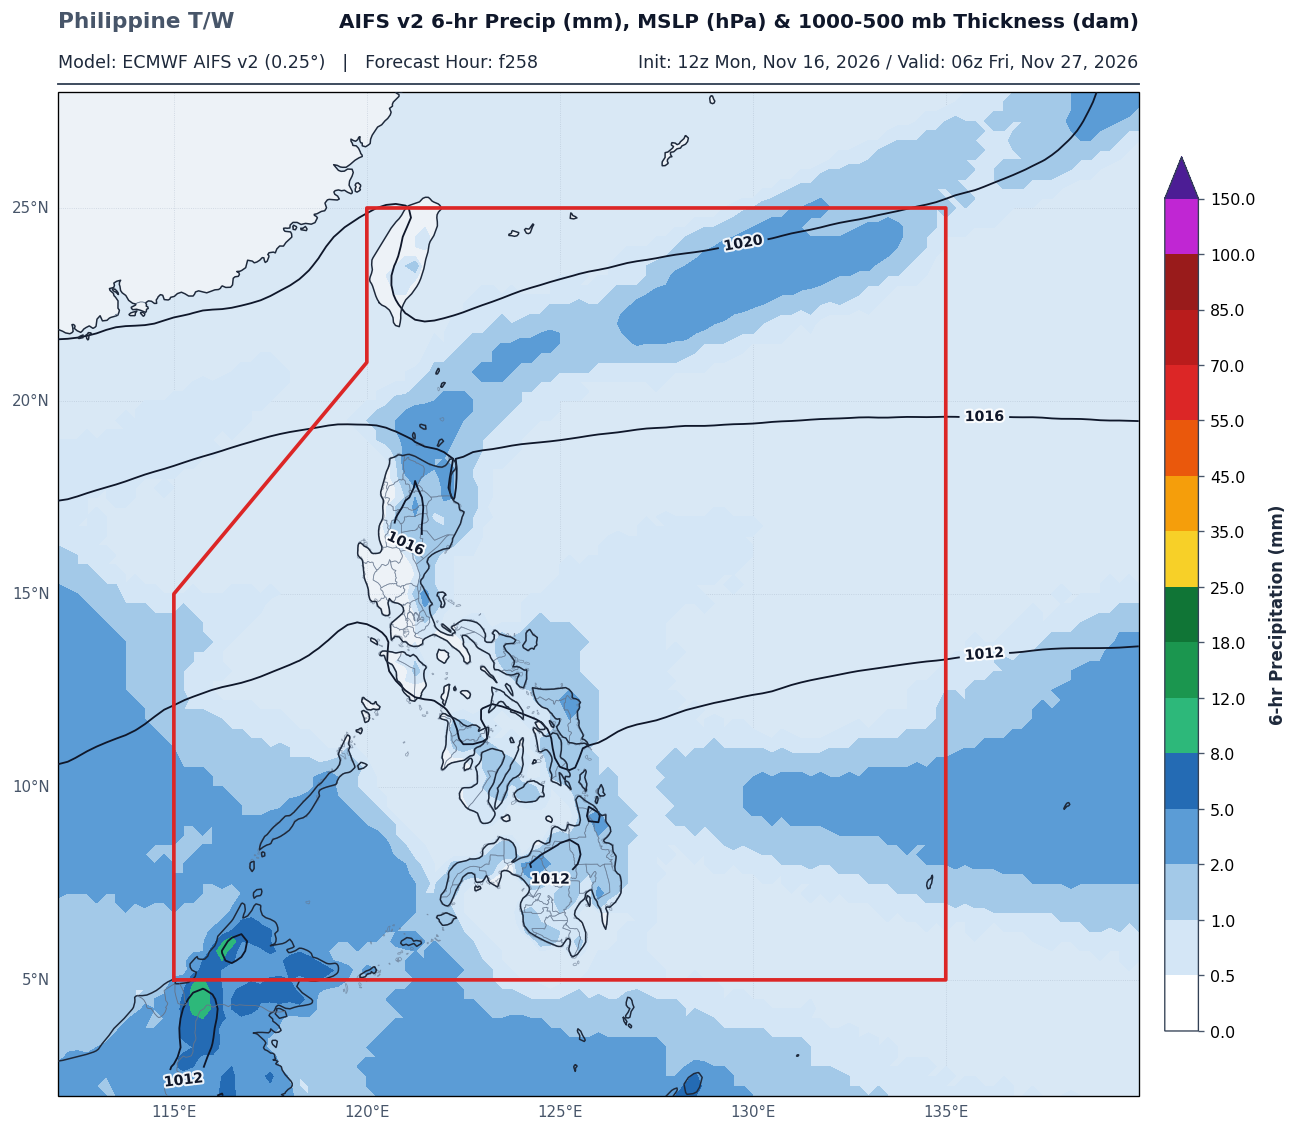 Philippine T/W
AIFS v2 6-hr Precip (mm), MSLP (hPa) & 1000-500 mb Thickness (dam)
Model: ECMWF AIFS v2 (0.25°) | Forecast Hour: f258
Init: 12z Mon, Nov 16, 2026 / Valid: 06z Fri, Nov 27, 2026
25°N
20°N
15°N
10°N
5°N
115°E
120°E
125°E
130°E
135°E
1020
1016
1016
1012
1012
1012
150.0
100.0
85.0
70.0
55.0
45.0
35.0
25.0
18.0
12.0
8.0
5.0
2.0
1.0
0.5
0.0
6-hr Precipitation (mm)